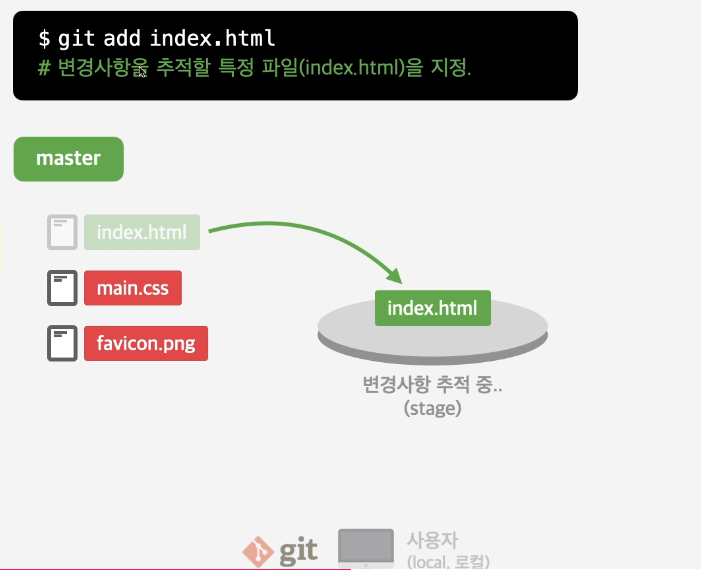 $ git add index.html
# 변경사항을 추적할 특정 파일(index.html)을 지정.
master
index.html
main.css
index.html
favicon.png
변경사항 추적 중..
(stage)
git
사용자
(local, 로컬)